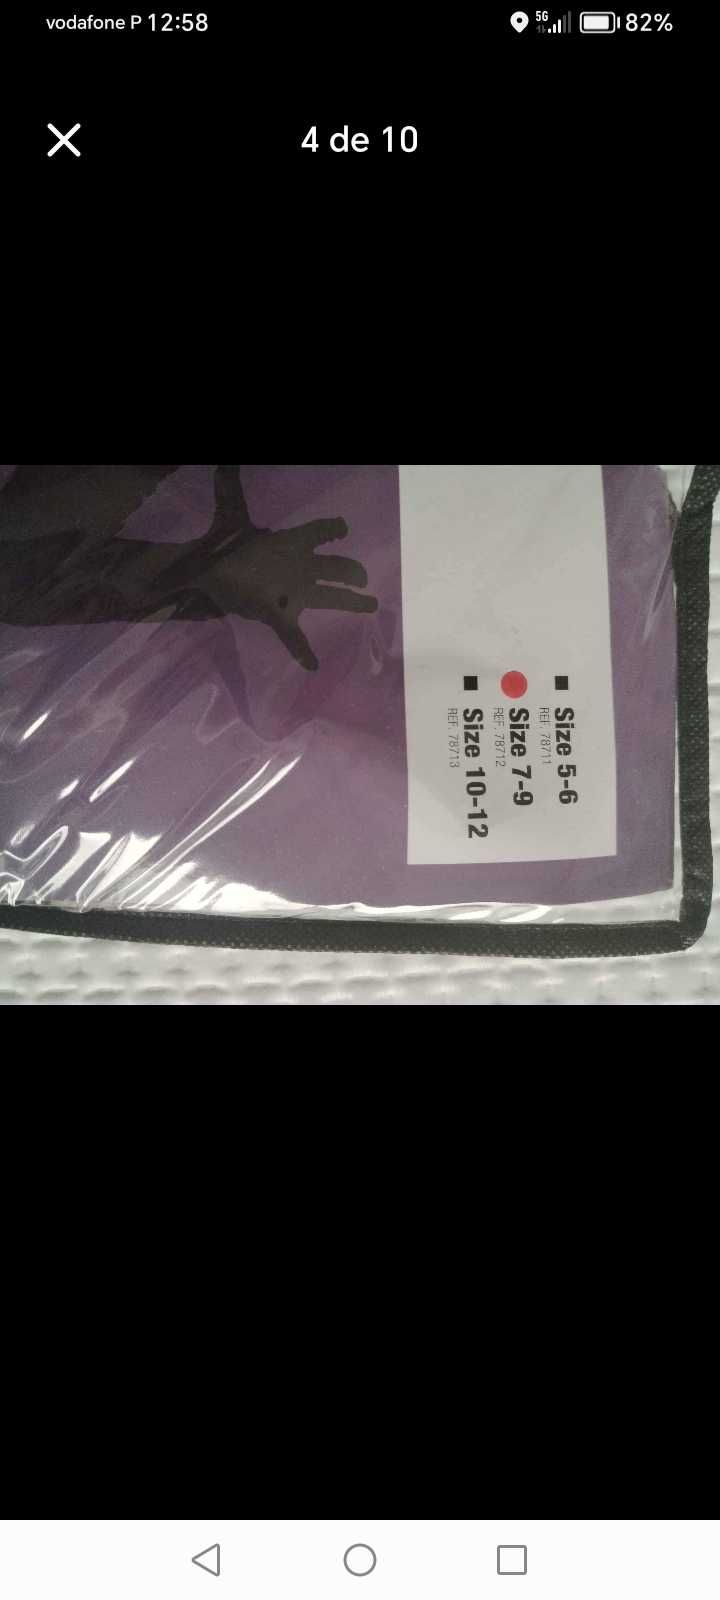 vodafone P 12:58
5G
82%
4 de 10
Size 5-6
REF. 78711
Size 7-9
REF. 78712
Size 10-12
REF. 78713